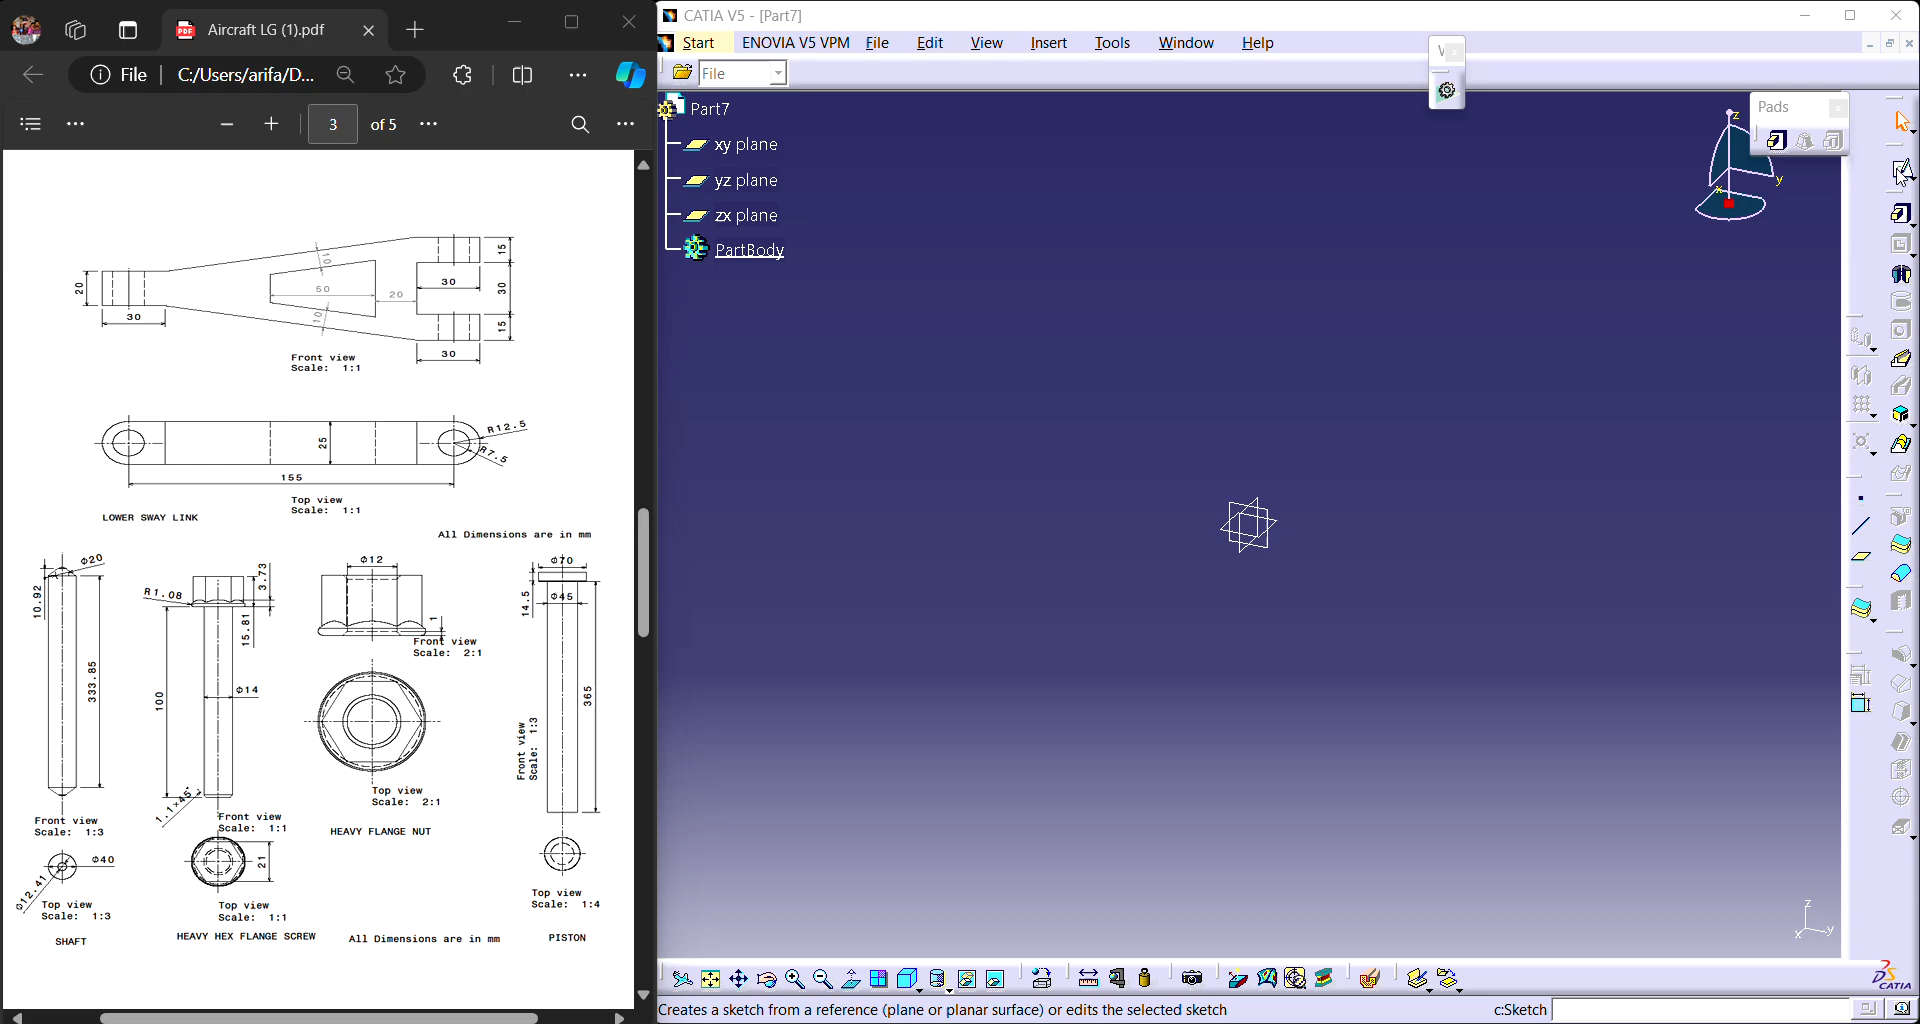 Aircraft LG (1).pdf
File
C:/Users/arifa/D...
3
of 5
15
30
15
20
30
10
50
20
30
10
30
Front view
Scale: 1:1
R12.5
R7.5
25
155
Top view
Scale: 1:1
LOWER SWAY LINK
All Dimensions are in mm
Φ20
10.92
333.85
Front view
Scale: 1:3
Φ40
Φ12.41
Top view
Scale: 1:3
SHAFT
R1.08
3.73
15.81
100
Φ14
1.1×45°
Front view
Scale: 1:1
21
Top view
Scale: 1:1
HEAVY HEX FLANGE SCREW
Φ12
1
Front view
Scale: 2:1
Top view
Scale: 2:1
HEAVY FLANGE NUT
All Dimensions are in mm
Φ70
14.5
Φ45
365
Front view
Scale: 1:3
Top view
Scale: 1:4
PISTON
CATIA V5 - [Part7]
Start
ENOVIA V5 VPM
File
Edit
View
Insert
Tools
Window
Help
File
Part7
xy plane
yz plane
zx plane
PartBody
Pads
z
y
x
z
x
y
CATIA
Creates a sketch from a reference (plane or planar surface) or edits the selected sketch
c:Sketch